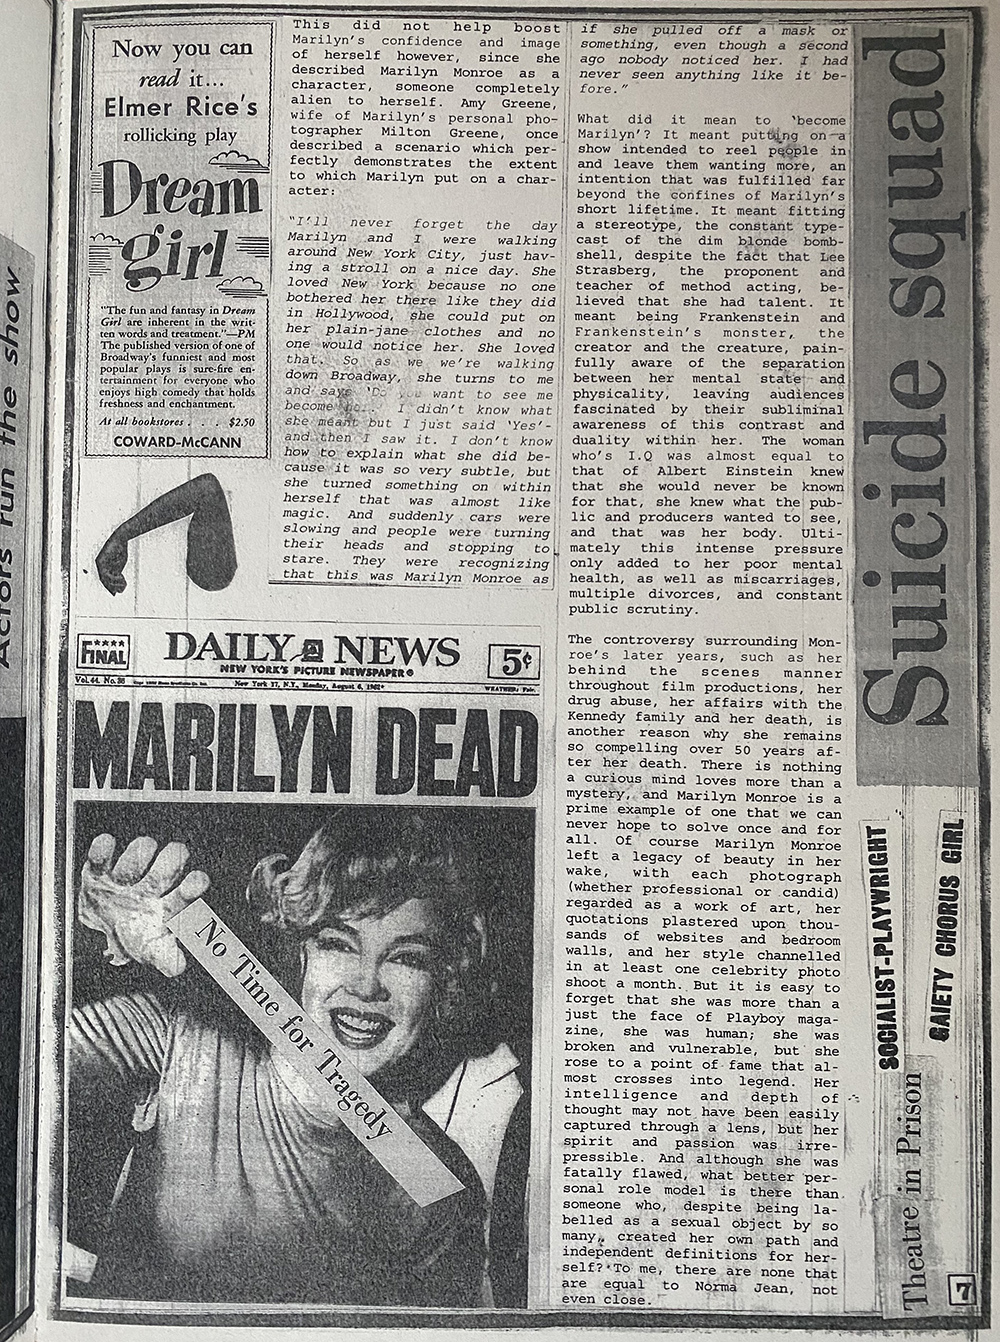 Actors run the show
Now you can
read it...
Elmer Rice's
rollicking play
Dream
girl
"The fun and fantasy in Dream
Girl are inherent in the writ-
ten words and treatment."—PM
The published version of one of
Broadway's funniest and most
popular plays is sure-fire en-
tertainment for everyone who
enjoys high comedy that holds
freshness and enchantment.
At all bookstores . . . $2.50
COWARD-McCANN
This did not help boost
Marilyn's confidence and image
of herself however, since she
described Marilyn Monroe as a
character, someone completely
alien to herself. Amy Greene,
wife of Marilyn's personal pho-
tographer Milton Greene, once
described a scenario which per-
fectly demonstrates the extent
to which Marilyn put on a char-
acter:
"I'll never forget the day
Marilyn and I were walking
around New York City, just hav-
ing a stroll on a nice day. She
loved New York because no one
bothered her there like they did
in Hollywood, she could put on
her plain-jane clothes and no
one would notice her. She loved
that. So as we we're walking
down Broadway, she turns to me
and says 'Do you want to see me
become I didn't know what
she meant but I just said 'Yes'-
and then I saw it. I don't know
how to explain what she did be-
cause it was so very subtle, but
she turned something on within
herself that was almost like
magic. And suddenly cars were
slowing and people were turning
their heads and stopping to
stare. They were recognizing
that this was Marilyn Monroe as
if she pulled off a mask or
something, even though a second
ago nobody noticed her. I had
never seen anything like it be-
fore."
What did it mean to 'become
Marilyn'? It meant putting on a
show intended to reel people in
and leave them wanting more, an
intention that was fulfilled far
beyond the confines of Marilyn's
short lifetime. It meant fitting
a stereotype, the constant type-
cast of the dim blonde bomb-
shell, despite the fact that Lee
Strasberg, the proponent and
teacher of method acting, be-
lieved that she had talent. It
meant being Frankenstein and
Frankenstein's monster, the
creator and the creature, pain-
fully aware of the separation
between her mental state and
physicality, leaving audiences
fascinated by their subliminal
awareness of this contrast and
duality within her. The woman
who's I.Q was almost equal to
that of Albert Einstein knew
that she would never be known
for that, she knew what the pub-
lic and producers wanted to see,
and that was her body. Ulti-
mately this intense pressure
only added to her poor mental
health, as well as miscarriages,
multiple divorces, and constant
public scrutiny.
The controversy surrounding Mon-
roe's later years, such as her
behind the scenes manner
throughout film productions, her
drug abuse, her affairs with the
Kennedy family and her death, is
another reason why she remains
so compelling over 50 years af-
ter her death. There is nothing
a curious mind loves more than a
mystery, and Marilyn Monroe is a
prime example of one that we can
never hope to solve once and for
all. Of course Marilyn Monroe
left a legacy of beauty in her
wake, with each photograph
(whether professional or candid)
regarded as a work of art, her
quotations plastered upon thou-
sands of websites and bedroom
walls, and her style channelled
in at least one celebrity photo
shoot a month. But it is easy to
forget that she was more than a
just the face of Playboy maga-
zine, she was human; she was
broken and vulnerable, but she
rose to a point of fame that al-
most crosses into legend. Her
intelligence and depth of
thought may not have been easily
captured through a lens, but her
spirit and passion was irre-
pressible. And although she was
fatally flawed, what better per-
sonal role model is there than
someone who, despite being la-
belled as a sexual object by so
many, created her own path and
independent definitions for her-
self? To me, there are none that
are equal to Norma Jean, not
even close.
FINAL
DAILY NEWS
NEW YORK'S PICTURE NEWSPAPER®
5¢
Vol. 44. No. 36
New York 17, N.Y., Monday, August 6, 1962*
WEATHER: Fair.
MARILYN DEAD
No Time for Tragedy
Suicide squad
SOCIALIST-PLAYWRIGHT
GAIETY CHORUS GIRL
Theatre in Prison
7